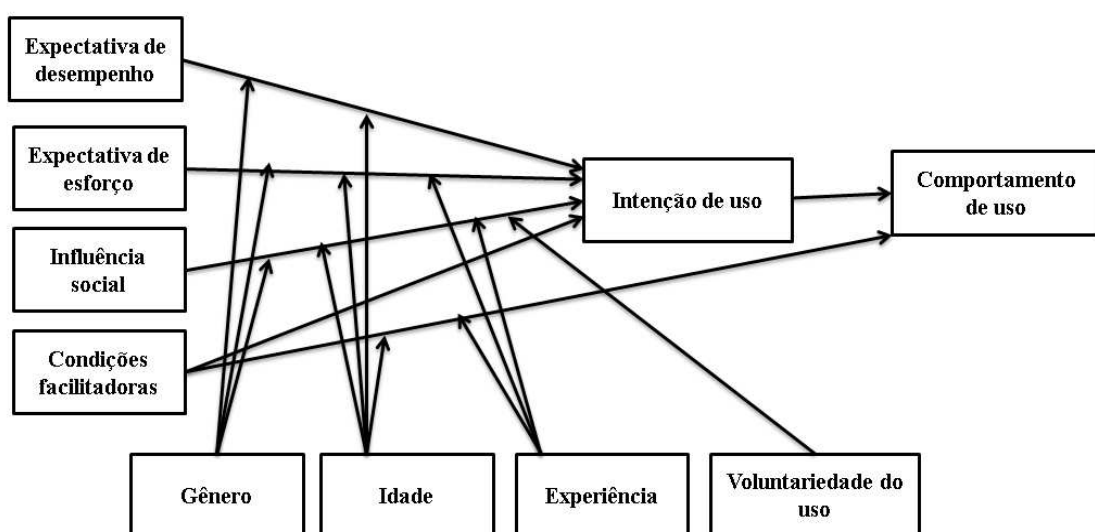 Expectativa de
desempenho
Expectativa de
esforço
Influência
social
Condições
facilitadoras
Intenção de uso
Comportamento
de uso
Gênero
Idade
Experiência
Voluntariedade do
uso